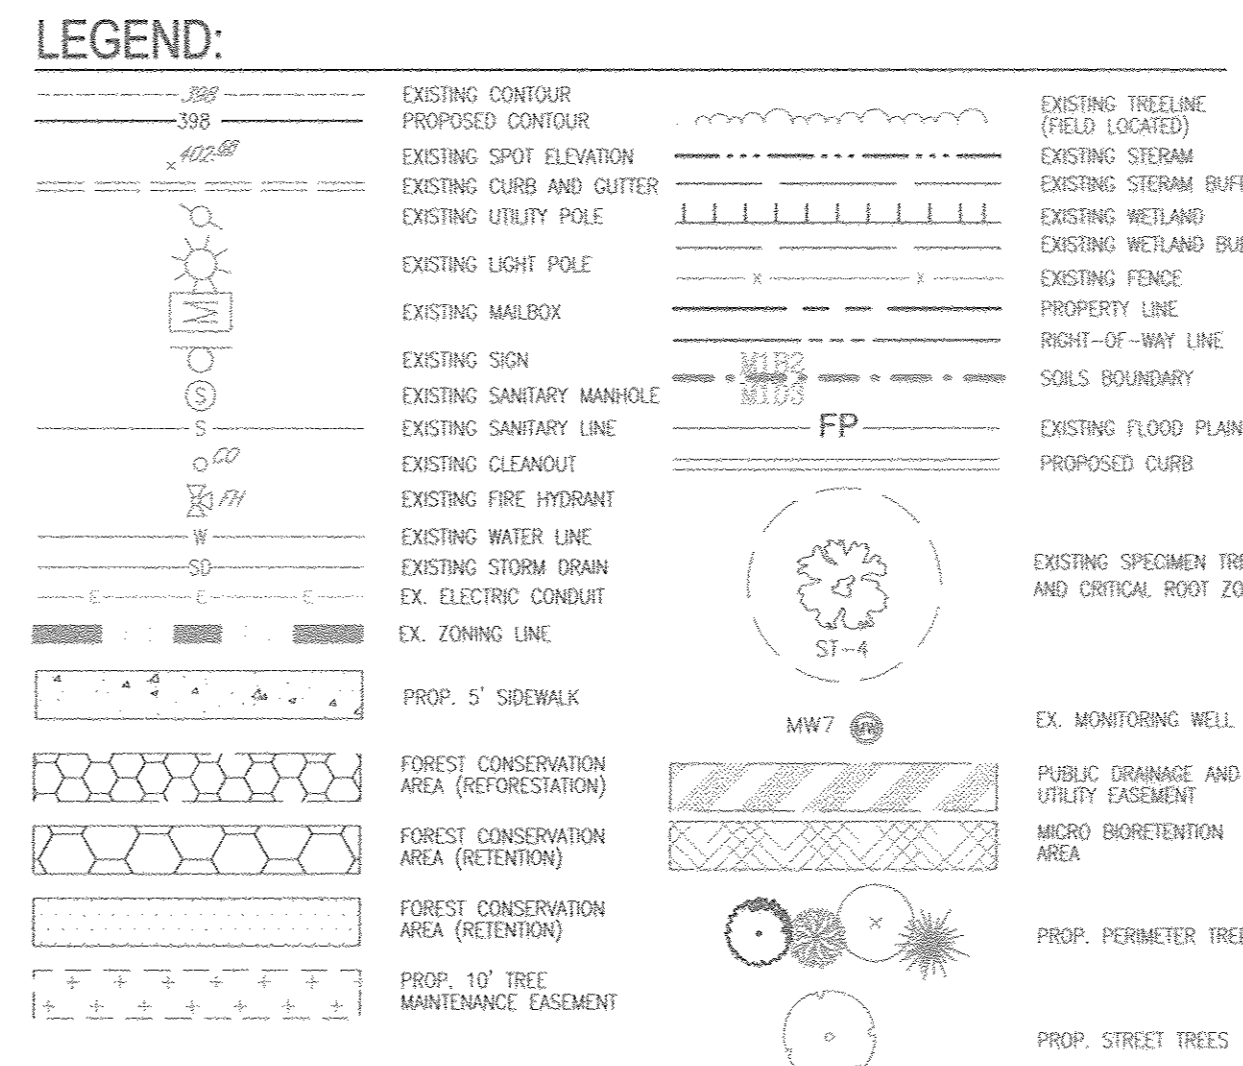 LEGEND:
398 EXISTING CONTOUR
398 PROPOSED CONTOUR
402.98 EXISTING SPOT ELEVATION
EXISTING CURB AND GUTTER
EXISTING UTILITY POLE
EXISTING LIGHT POLE
M EXISTING MAILBOX
EXISTING SIGN
S EXISTING SANITARY MANHOLE
S EXISTING SANITARY LINE
CO EXISTING CLEANOUT
FH EXISTING FIRE HYDRANT
W EXISTING WATER LINE
SD EXISTING STORM DRAIN
E E E EX. ELECTRIC CONDUIT
EX. ZONING LINE
PROP. 5' SIDEWALK
FOREST CONSERVATION
AREA (REFORESTATION)
FOREST CONSERVATION
AREA (RETENTION)
FOREST CONSERVATION
AREA (RETENTION)
PROP. 10' TREE
MAINTENANCE EASEMENT
EXISTING TREELINE
(FIELD LOCATED)
EXISTING STERAM
EXISTING STERAM BUFF
EXISTING WETLAND
EXISTING WETLAND BUF
X X EXISTING FENCE
PROPERTY LINE
RIGHT-OF-WAY LINE
M1B2
M1D3
SOILS BOUNDARY
FP EXISTING FLOOD PLAIN
PROPOSED CURB
ST-4
EXISTING SPECIMEN TRE
AND CRITICAL ROOT ZO
MW7 MW EX. MONITORING WELL
PUBLIC DRAINAGE AND
UTILITY EASEMENT
MICRO BIORETENTION
AREA
PROP. PERIMETER TREE
PROP. STREET TREES